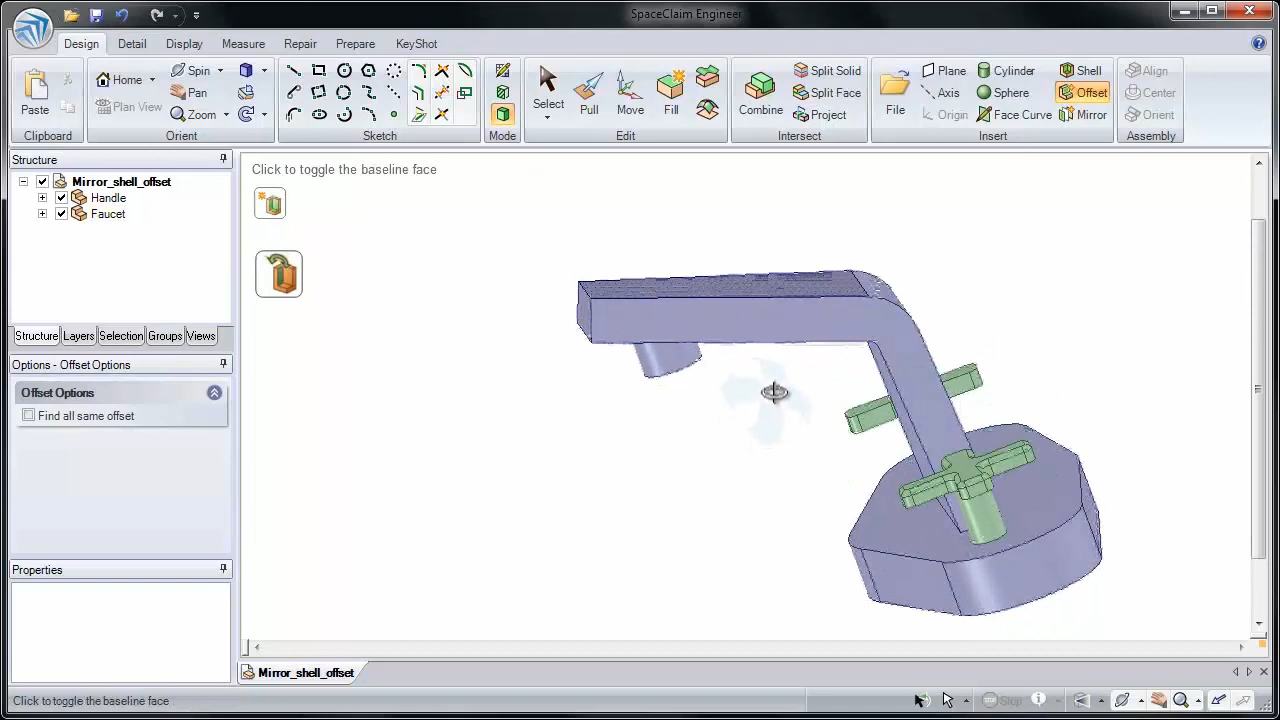 SpaceClaim Engineer
Design Detail Display Measure Repair Prepare KeyShot
Paste
Home
Plan View
Spin
Pan
Zoom
Select
Pull
Move
Fill
Combine
Split Solid
Split Face
Project
File
Plane
Axis
Origin
Cylinder
Sphere
Face Curve
Shell
Offset
Mirror
Align
Center
Orient
Clipboard Orient Sketch Mode Edit Intersect Insert Assembly
Structure
Mirror_shell_offset
Handle
Faucet
Structure Layers Selection Groups Views
Options - Offset Options
Offset Options
Find all same offset
Properties
Click to toggle the baseline face
Mirror_shell_offset
Click to toggle the baseline face
Stop